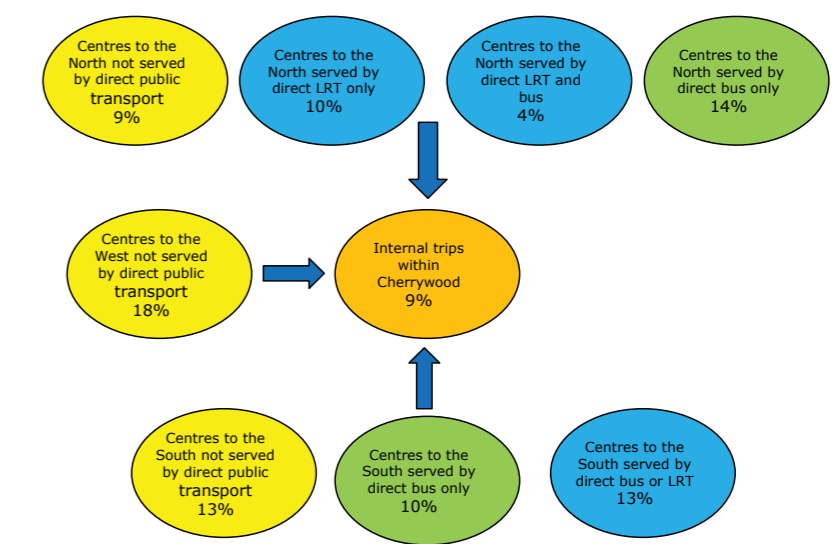 Centres to the
North not served
by direct public
transport
9%
Centres to the
North served by
direct LRT only
10%
Centres to the
North served by
direct LRT and
bus
4%
Centres to the
North served by
direct bus only
14%
Centres to the
West not served
by direct public
transport
18%
Internal trips
within
Cherrywood
9%
Centres to the
South not served
by direct public
transport
13%
Centres to the
South served by
direct bus only
10%
Centres to the
South served by
direct bus or LRT
13%